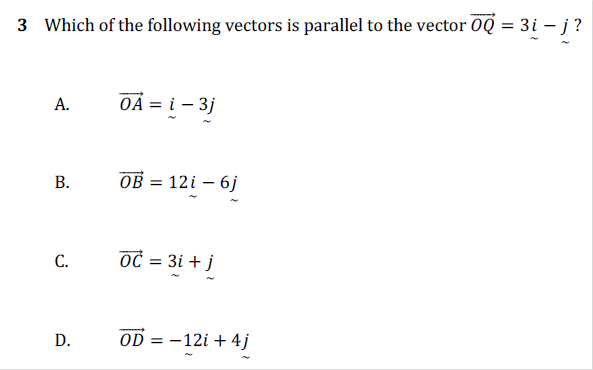 3 Which of the following vectors is parallel to the vector $\overrightarrow{OQ} = 3\underset{\sim}{i} - \underset{\sim}{j}$ ?
A. $\overrightarrow{OA} = \underset{\sim}{i} - 3\underset{\sim}{j}$
B. $\overrightarrow{OB} = 12\underset{\sim}{i} - 6\underset{\sim}{j}$
C. $\overrightarrow{OC} = 3\underset{\sim}{i} + \underset{\sim}{j}$
D. $\overrightarrow{OD} = -12\underset{\sim}{i} + 4\underset{\sim}{j}$